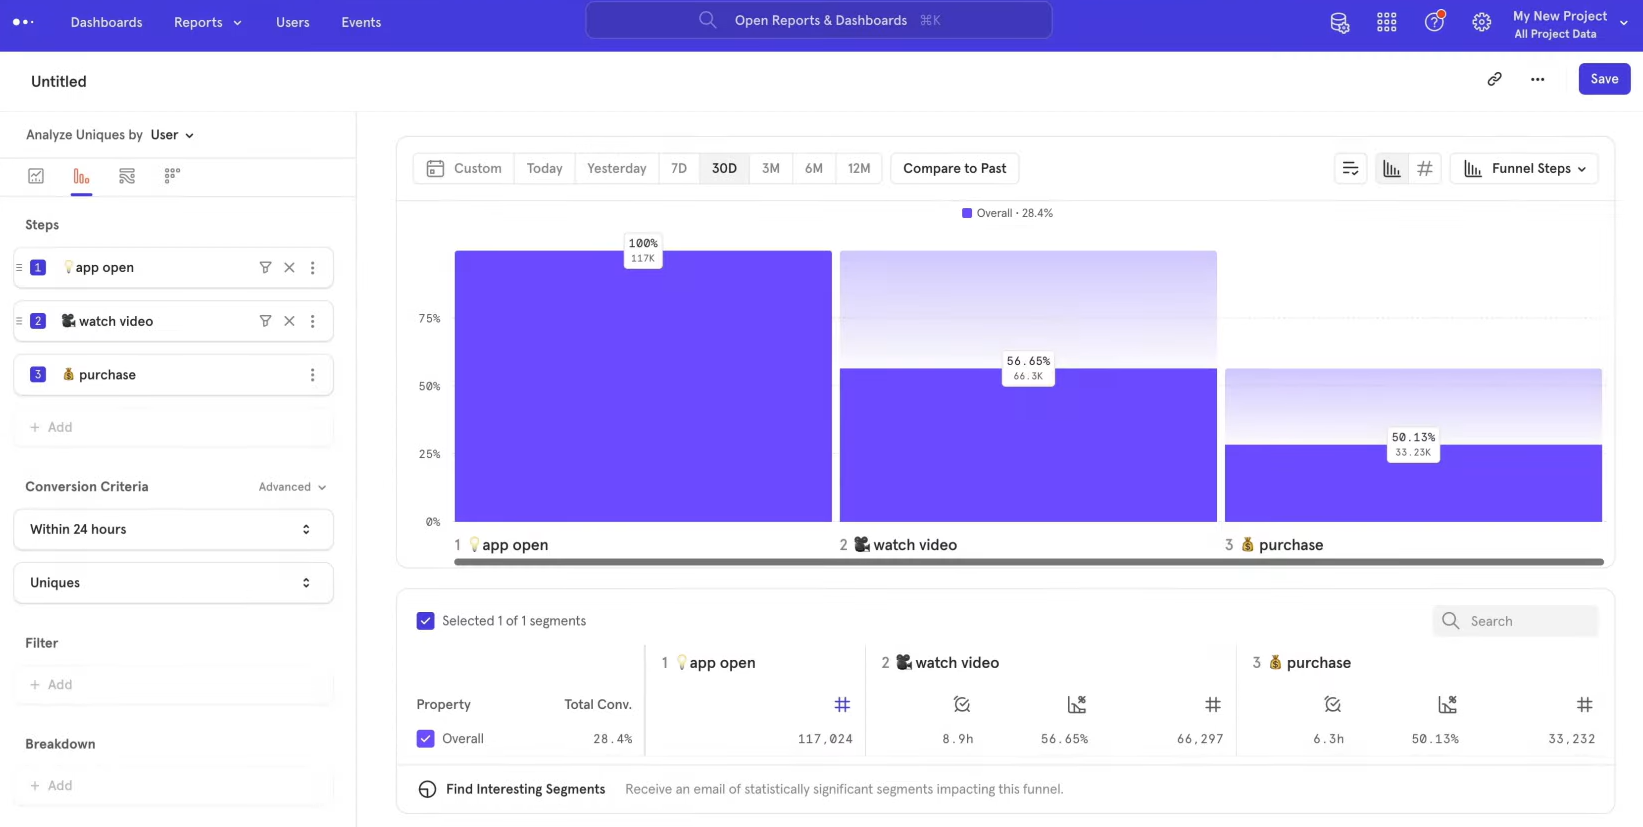 Dashboards Reports Users Events Open Reports & Dashboards ⌘K My New Project
All Project Data
Untitled Save
Analyze Uniques by User
Steps
1 app open
2 watch video
3 purchase
+ Add
Conversion Criteria Advanced
Within 24 hours
Uniques
Filter
+ Add
Breakdown
+ Add
Custom Today Yesterday 7D 30D 3M 6M 12M Compare to Past Funnel Steps
Overall · 28.4%
100%
117K
75%
56.65%
66.3K
50%
50.13%
33.23K
25%
0%
1 app open 2 watch video 3 purchase
Selected 1 of 1 segments Search
1 app open 2 watch video 3 purchase
Property Total Conv. # # #
Overall 28.4% 117,024 8.9h 56.65% 66,297 6.3h 50.13% 33,232
Find Interesting Segments Receive an email of statistically significant segments impacting this funnel.